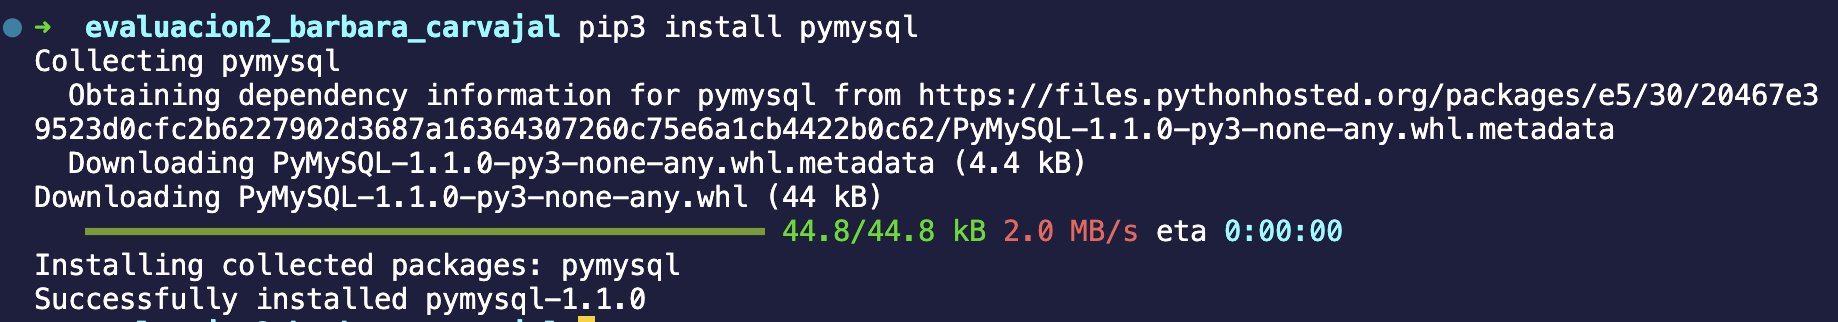 → evaluacion2_barbara_carvajal pip3 install pymysql
Collecting pymysql
Obtaining dependency information for pymysql from https://files.pythonhosted.org/packages/e5/30/20467e3
9523d0cfc2b6227902d3687a16364307260c75e6a1cb4422b0c62/PyMySQL-1.1.0-py3-none-any.whl.metadata
Downloading PyMySQL-1.1.0-py3-none-any.whl.metadata (4.4 kB)
Downloading PyMySQL-1.1.0-py3-none-any.whl (44 kB)
44.8/44.8 kB 2.0 MB/s eta 0:00:00
Installing collected packages: pymysql
Successfully installed pymysql-1.1.0